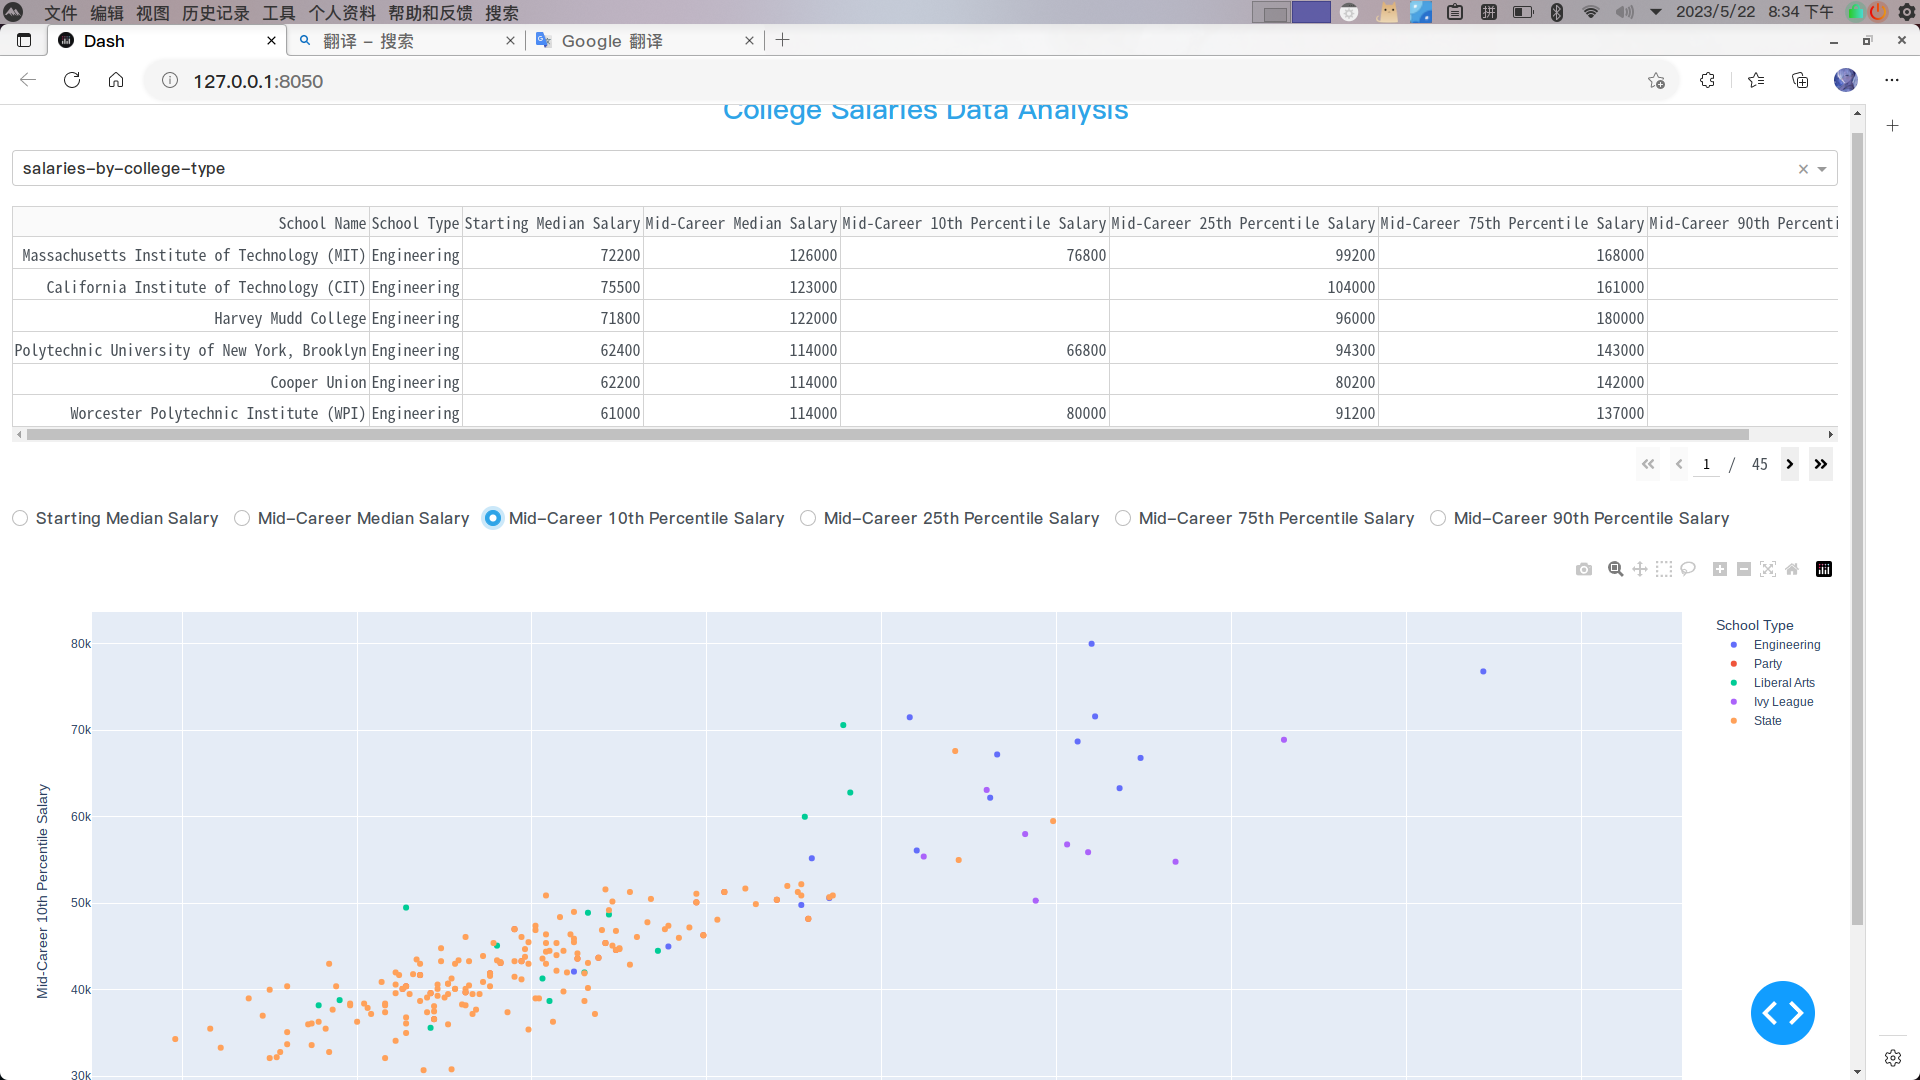 文件 编辑 视图 历史记录 工具 个人资料 帮助和反馈 搜索 拼 2023/5/22 8:34 下午
Dash 翻译 - 搜索 Google 翻译
127.0.0.1:8050
College Salaries Data Analysis
salaries-by-college-type
School Name School Type Starting Median Salary Mid-Career Median Salary Mid-Career 10th Percentile Salary Mid-Career 25th Percentile Salary Mid-Career 75th Percentile Salary Mid-Career 90th Percenti
Massachusetts Institute of Technology (MIT) Engineering 72200 126000 76800 99200 168000
California Institute of Technology (CIT) Engineering 75500 123000 104000 161000
Harvey Mudd College Engineering 71800 122000 96000 180000
Polytechnic University of New York, Brooklyn Engineering 62400 114000 66800 94300 143000
Cooper Union Engineering 62200 114000 80200 142000
Worcester Polytechnic Institute (WPI) Engineering 61000 114000 80000 91200 137000
1 / 45
Starting Median Salary Mid-Career Median Salary Mid-Career 10th Percentile Salary Mid-Career 25th Percentile Salary Mid-Career 75th Percentile Salary Mid-Career 90th Percentile Salary
School Type
Engineering
Party
Liberal Arts
Ivy League
State
80k
70k
60k
50k
40k
30k
Mid-Career 10th Percentile Salary